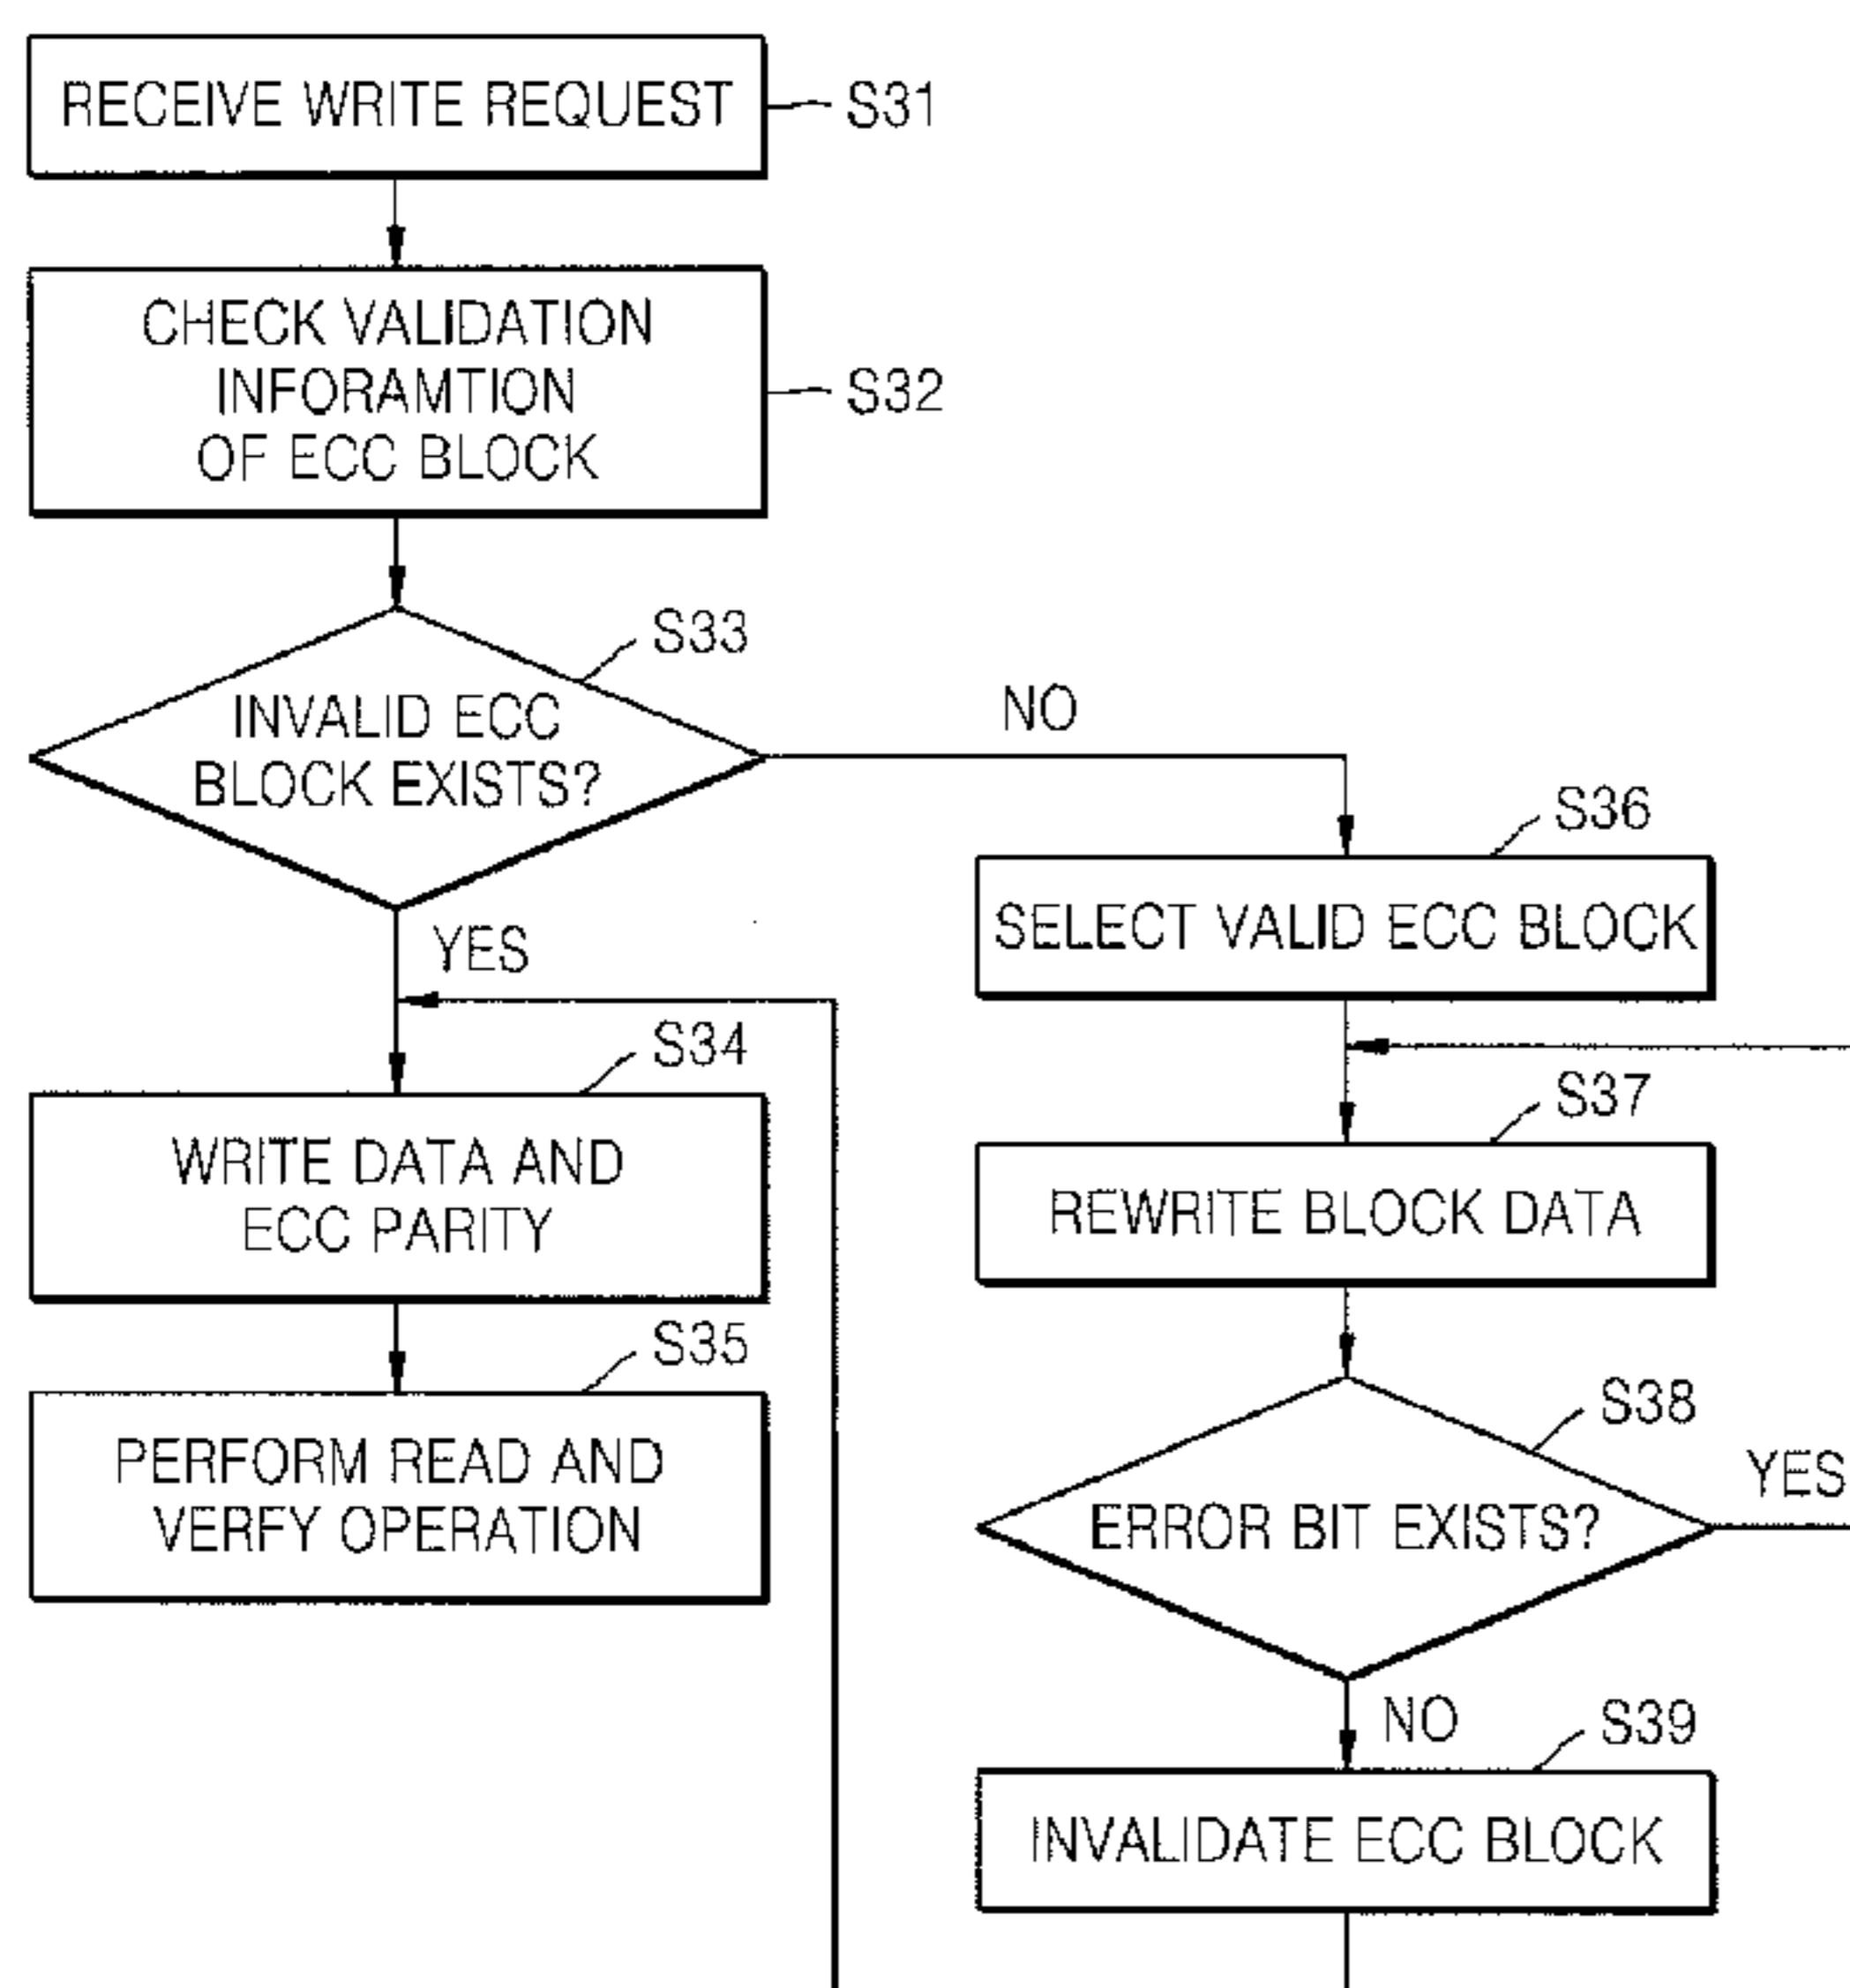 RECEIVE WRITE REQUEST
S31
CHECK VALIDATION
INFORAMTION
OF ECC BLOCK
S32
S33
INVALID ECC
BLOCK EXISTS?
NO
YES
S34
WRITE DATA AND
ECC PARITY
S35
PERFORM READ AND
VERFY OPERATION
S36
SELECT VALID ECC BLOCK
S37
REWRITE BLOCK DATA
S38
ERROR BIT EXISTS?
YES
NO
S39
INVALIDATE ECC BLOCK